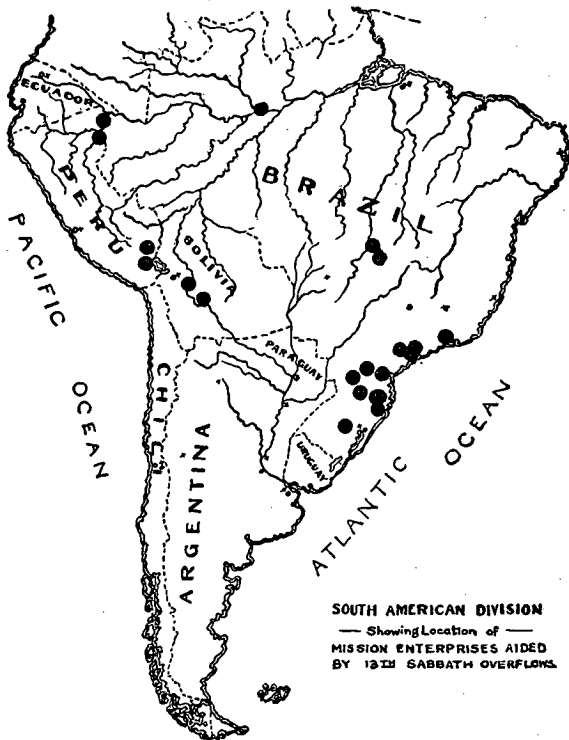 ECUADOR
PERU
BRAZIL
BOLIVIA
PACIFIC
OCEAN
PARAGUAY
CHILI
ARGENTINA
URUGUAY
ATLANTIC
OCEAN
SOUTH AMERICAN DIVISION
— Showing Location of —
MISSION ENTERPRISES AIDED
BY 13TH SABBATH OVERFLOWS